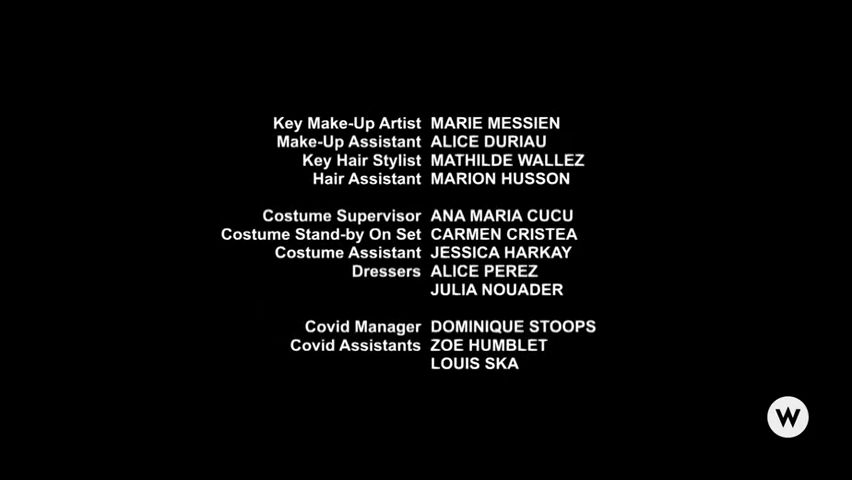 Key Make-Up Artist MARIE MESSIEN
Make-Up Assistant ALICE DURIAU
Key Hair Stylist MATHILDE WALLEZ
Hair Assistant MARION HUSSON
Costume Supervisor ANA MARIA CUCU
Costume Stand-by On Set CARMEN CRISTEA
Costume Assistant JESSICA HARKAY
Dressers ALICE PEREZ
JULIA NOUADER
Covid Manager DOMINIQUE STOOPS
Covid Assistants ZOE HUMBLET
LOUIS SKA
W